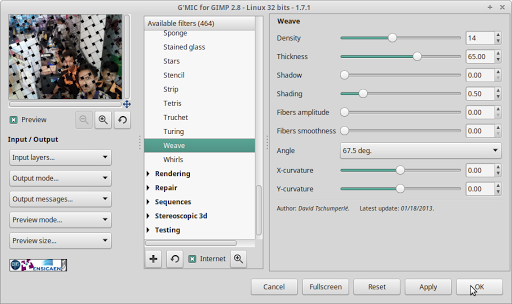 G'MIC for GIMP 2.8 - Linux 32 bits - 1.7.1
Preview
Input / Output
Input layers...
Output mode...
Output messages...
Preview mode...
Preview size...
ENSICAEN
Available filters (464)
Sponge
Stained glass
Stars
Stencil
Strip
Tetris
Truchet
Turing
Weave
Whirls
Rendering
Repair
Sequences
Stereoscopic 3d
Testing
Internet
Weave
Density 14
Thickness 65.00
Shadow 0.00
Shading 0.50
Fibers amplitude 0.00
Fibers smoothness 0.00
Angle 67.5 deg.
X-curvature 0.00
Y-curvature 0.00
Author: David Tschumperlé. Latest update: 01/18/2013.
Cancel Fullscreen Reset Apply OK